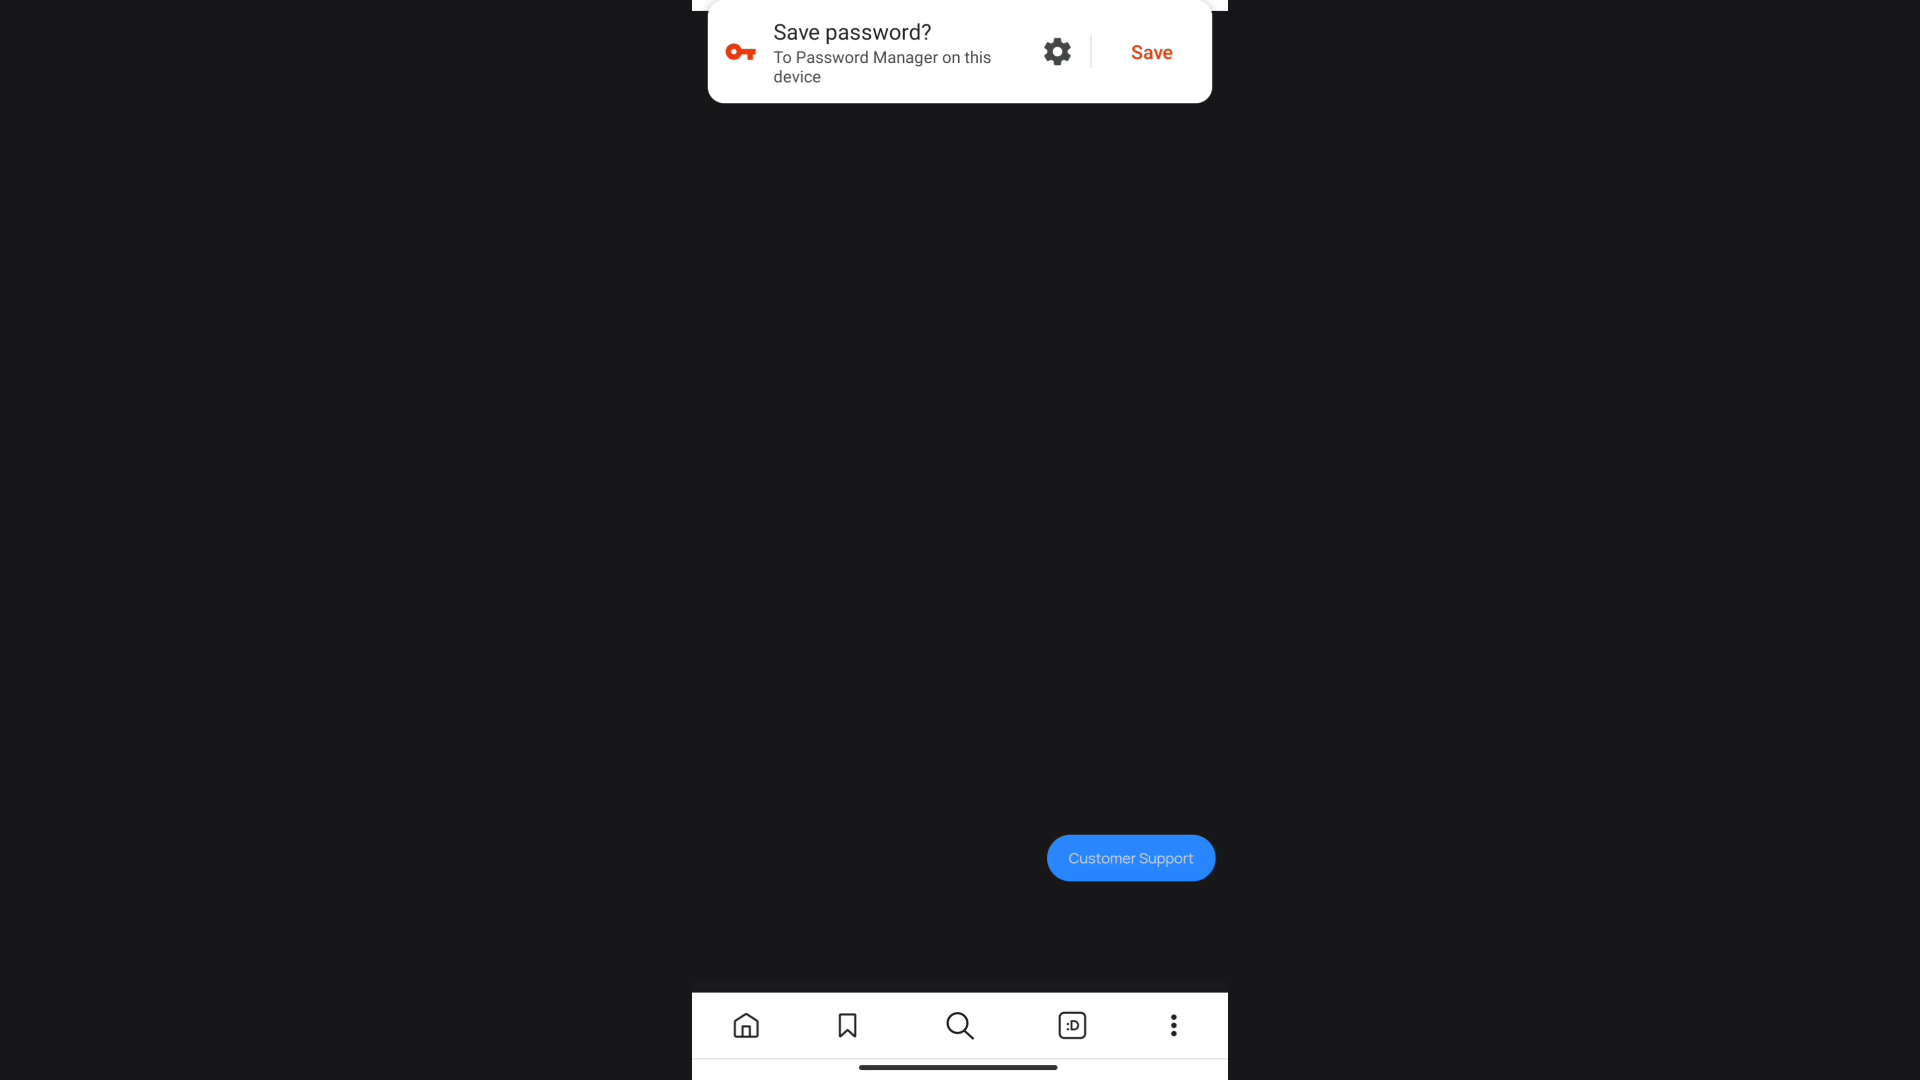 Save password?
To Password Manager on this
device
Save
Customer Support
:D